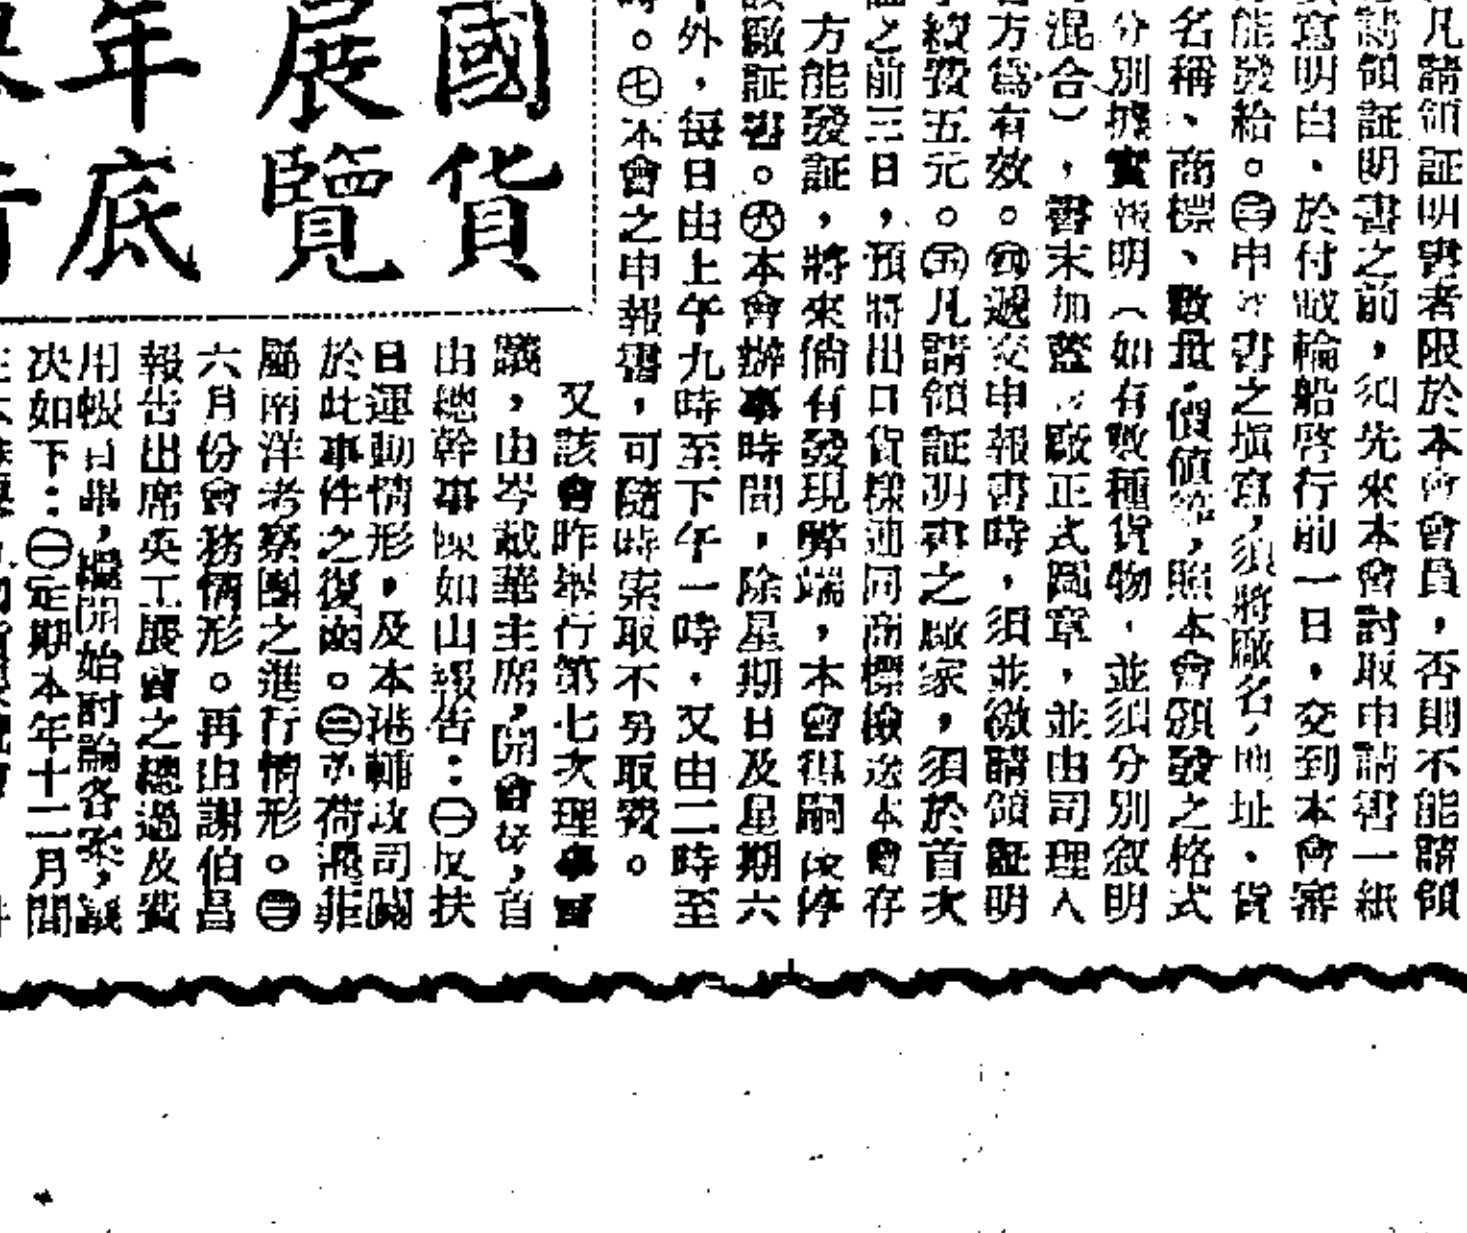 凡請領証明書者限於本會會員，否則不能請領
請領証明書之前，須先來本會討取申請書一紙
寫明白、於付貨輪船啓行前一日，交到本會審
能發給。㊂申請書之塡寫，須將廠名，地址、貨
名稱、商標、數量，價值等，照本會頒發之格式
分別據實報明（如有數種貨物，並須分別叙明
混合），書末加蓋廠正式圖章，並由司理人
方爲有效。㊃遞交申報書時，須並繳請領証明
續費五元。㊄凡請領証明書之廠家，須於首次
之前三日，預將出口貨樣連同商標撿送本會存
方能發証，將來倘有發現弊端，本會得嗣後停
廠証書。㊅本會辦事時間，除星期日及星期六
外，每日由上午九時至下午一時，又由二時至
時。㊆本會之申報書，可隨時索取不另取費。
又該會昨舉行第七次理事會
議，由岑載華主席，開會後，首
由總幹事陳如山報告：㊀反扶
日運動情形，及本港輔政司關
於此事件之復函。㊁亦荷馮菲
屬南洋考察團之進行情形。㊂
六月份會務情形。再由謝伯昌
報告出席英工展會之總過及費
用帳目畢，繼開始討論各案，議
决如下：㊀定期本年十二月間
國貨
展覽
年底